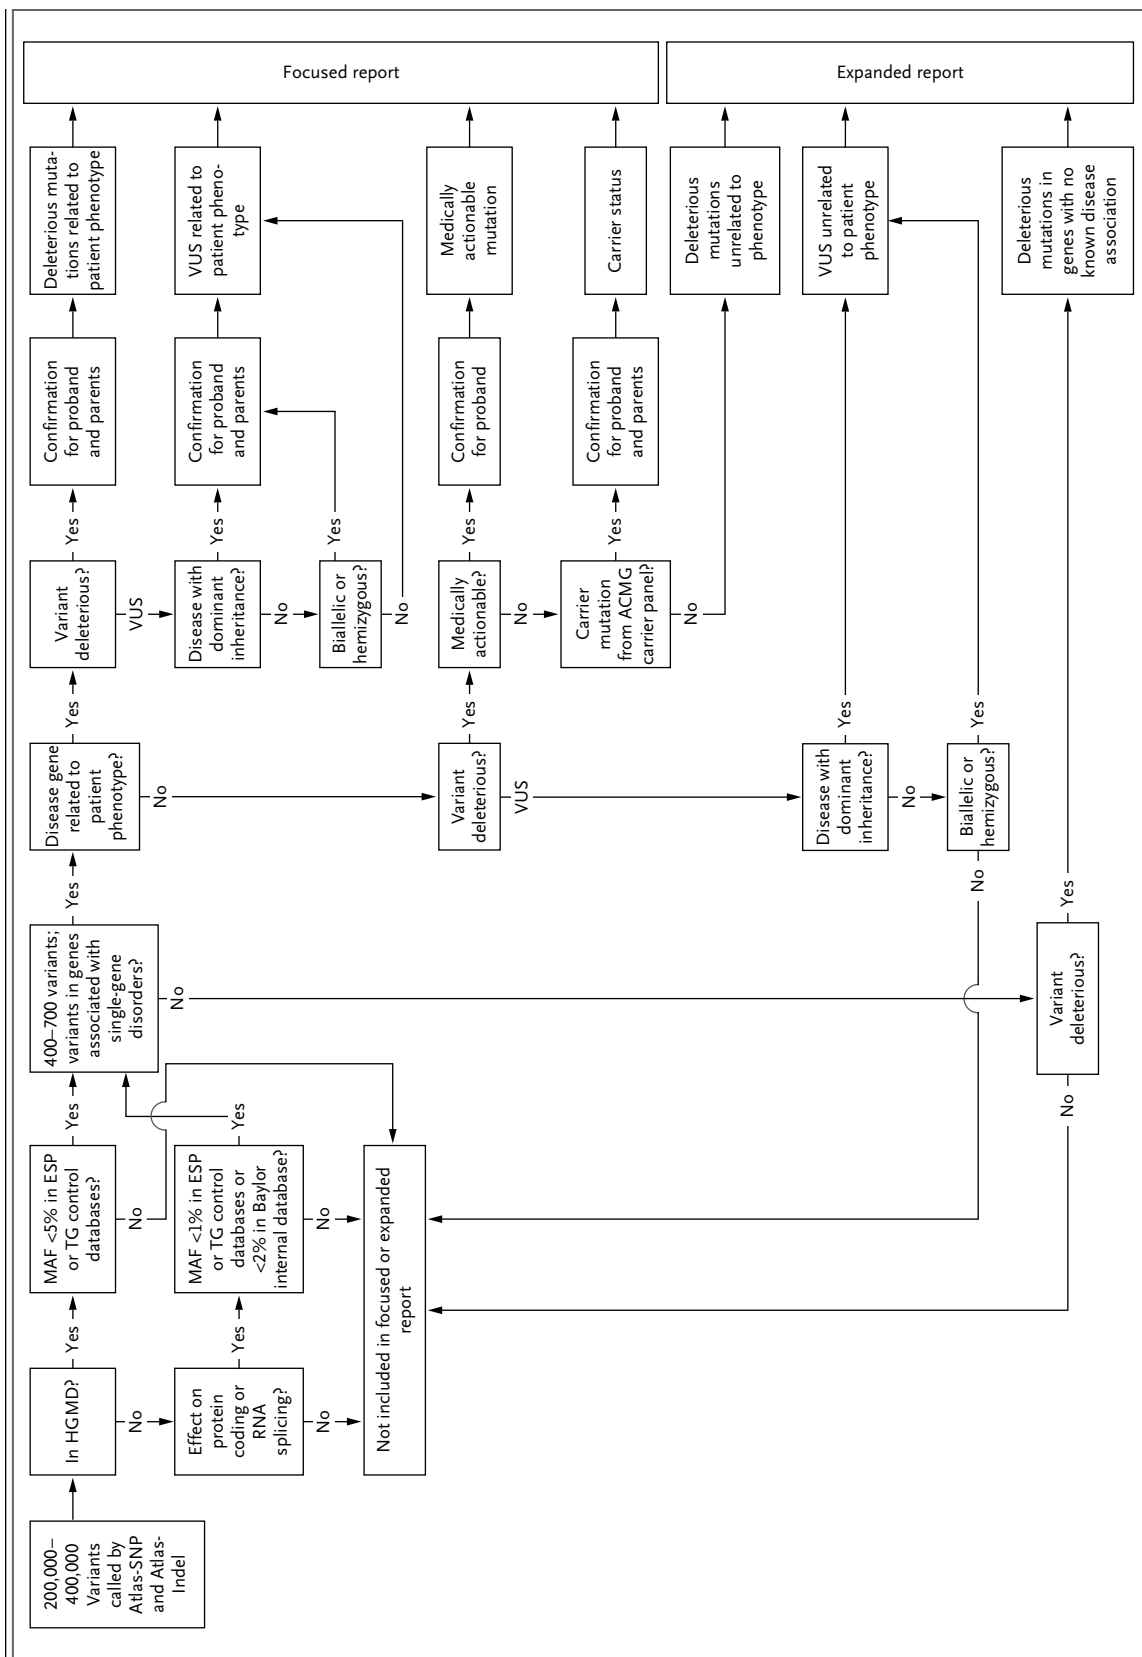 Focused report
Expanded report
Deleterious muta-
tions related to
patient phenotype
VUS related to
patient pheno-
type
Medically
actionable
mutation
Carrier status
Deleterious
mutations
unrelated to
phenotype
VUS unrelated
to patient
phenotype
Deleterious
mutations in
genes with no
known disease
association
Confirmation
for proband
and parents
Confirmation
for proband
and parents
Confirmation
for proband
Confirmation
for proband
and parents
Yes
Yes
Yes
Yes
Yes
No
No
Variant
deleterious?
VUS
Disease with
dominant
inheritance?
No
Biallelic or
hemizygous?
Medically
actionable?
No
Carrier
mutation
from ACMG
carrier panel?
Yes
Yes
Yes
Yes
Disease gene
related to
patient
phenotype?
No
Variant
deleterious?
VUS
Disease with
dominant
inheritance?
No
Biallelic or
hemizygous?
Yes
No
Yes
400–700 variants;
variants in genes
associated with
single-gene
disorders?
No
Variant
deleterious?
Yes
Yes
No
MAF <5% in ESP
or TG control
databases?
No
MAF <1% in ESP
or TG control
databases or
<2% in Baylor
internal database?
No
Not included in focused or expanded
report
Yes
Yes
In HGMD?
No
Effect on
protein
coding or
RNA
splicing?
No
200,000–
400,000
Variants
called by
Atlas-SNP
and Atlas-
Indel